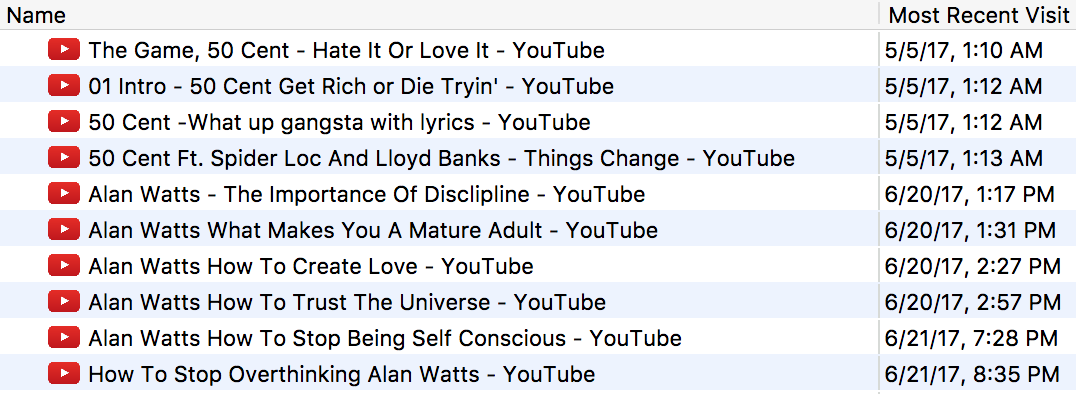 Name Most Recent Visit
The Game, 50 Cent - Hate It Or Love It - YouTube 5/5/17, 1:10 AM
01 Intro - 50 Cent Get Rich or Die Tryin' - YouTube 5/5/17, 1:12 AM
50 Cent -What up gangsta with lyrics - YouTube 5/5/17, 1:12 AM
50 Cent Ft. Spider Loc And Lloyd Banks - Things Change - YouTube 5/5/17, 1:13 AM
Alan Watts - The Importance Of Disclipline - YouTube 6/20/17, 1:17 PM
Alan Watts What Makes You A Mature Adult - YouTube 6/20/17, 1:31 PM
Alan Watts How To Create Love - YouTube 6/20/17, 2:27 PM
Alan Watts How To Trust The Universe - YouTube 6/20/17, 2:57 PM
Alan Watts How To Stop Being Self Conscious - YouTube 6/21/17, 7:28 PM
How To Stop Overthinking Alan Watts - YouTube 6/21/17, 8:35 PM